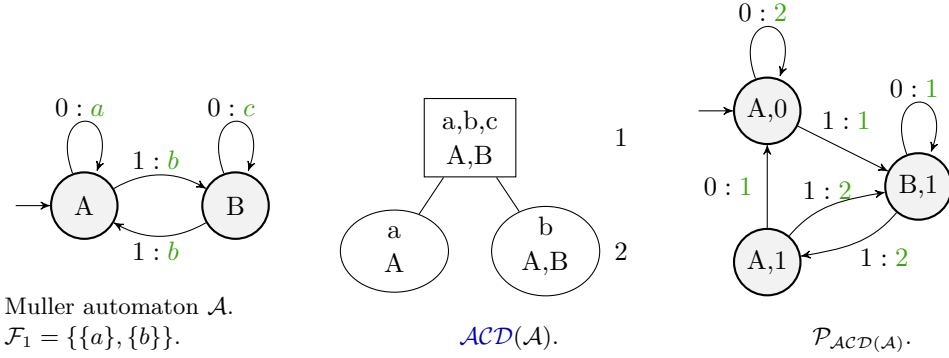 0 : a
0 : c
1 : b
A
B
1 : b
Muller automaton 𝒜.
ℱ₁ = {{a}, {b}}.
a,b,c
A,B
1
a
A
b
A,B
2
𝒜𝒞𝒟(𝒜).
0 : 2
A,0
1 : 1
0 : 1
0 : 1
1 : 2
B,1
A,1
1 : 2
𝒫𝒜𝒞𝒟(𝒜).